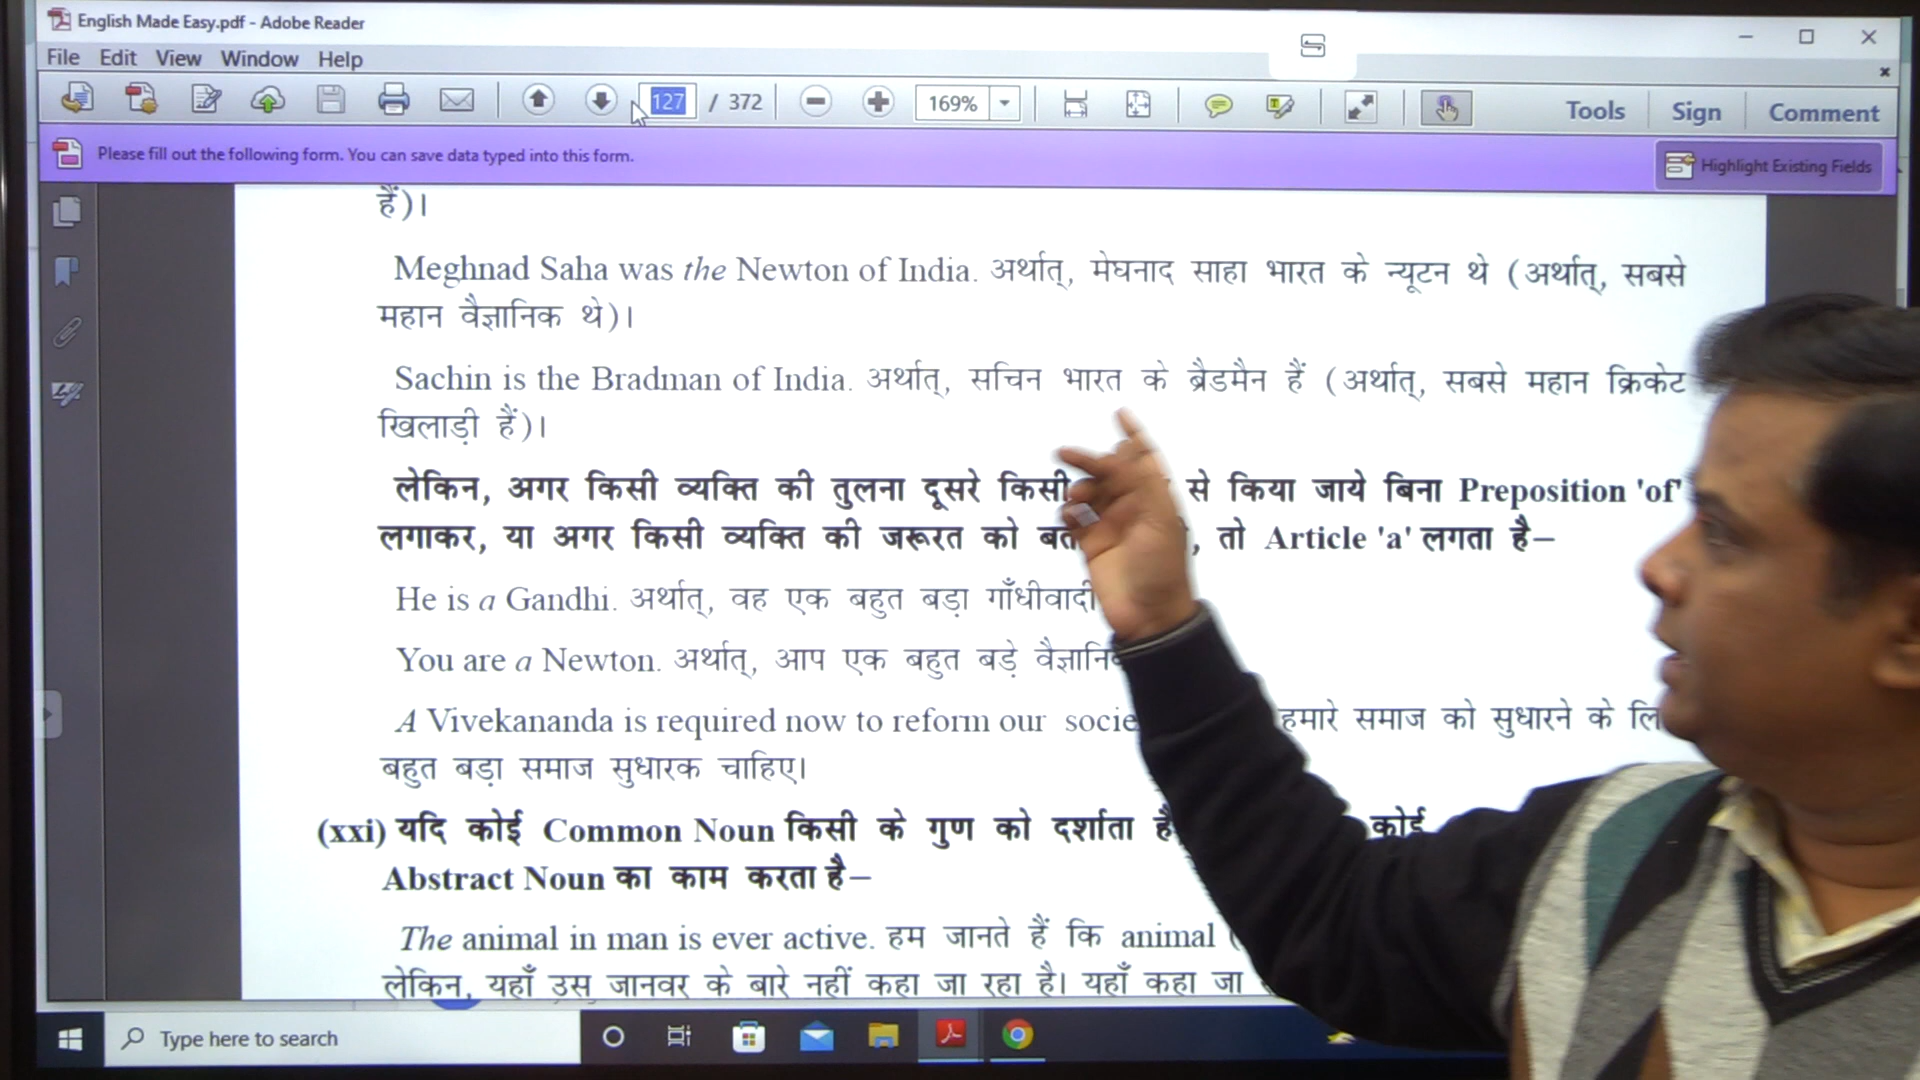 English Made Easy.pdf - Adobe Reader
File Edit View Window Help
127 / 372 169% Tools Sign Comment
Please fill out the following form. You can save data typed into this form. Highlight Existing Fields
हैं)।
Meghnad Saha was the Newton of India. अर्थात्, मेघनाद साहा भारत के न्यूटन थे (अर्थात्, सबसे
महान वैज्ञानिक थे)।
Sachin is the Bradman of India. अर्थात्, सचिन भारत के ब्रैडमैन हैं (अर्थात्, सबसे महान क्रिकेट
खिलाड़ी हैं)।
लेकिन, अगर किसी व्यक्ति की तुलना दूसरे किसी से किया जाये बिना Preposition 'of'
लगाकर, या अगर किसी व्यक्ति की जरूरत को , तो Article 'a' लगता है–
He is a Gandhi. अर्थात्, वह एक बहुत बड़ा गाँधीवादी
You are a Newton. अर्थात्, आप एक बहुत बड़े
A Vivekananda is required now to reform our हमारे समाज को सुधारने के
बहुत बड़ा समाज सुधारक चाहिए।
(xxi) यदि कोई Common Noun किसी के गुण को दर्शाता है कोई
Abstract Noun का काम करता है–
The animal in man is ever active. हम जानते हैं कि animal
लेकिन, यहाँ उस जानवर के बारे नहीं कहा जा रहा है। यहाँ कहा जा
Type here to search